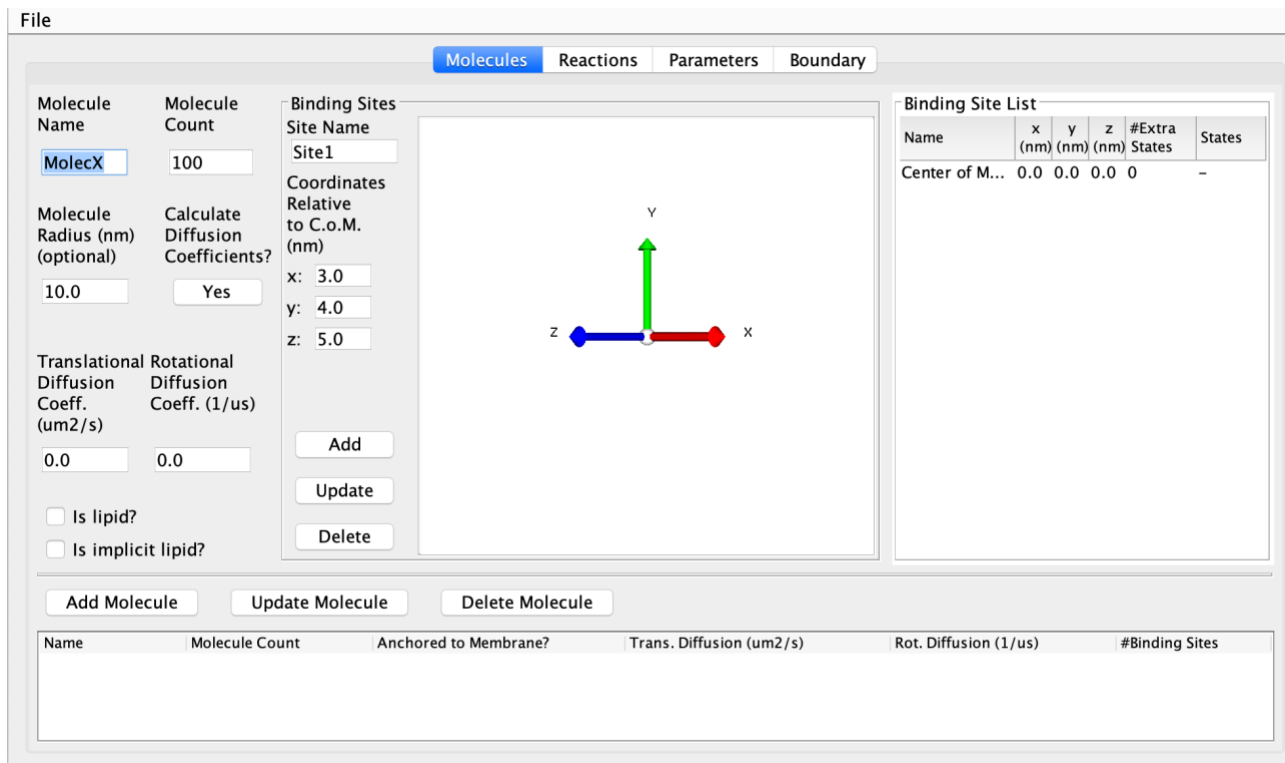 File
Molecules Reactions Parameters Boundary
Molecule
Name
MolecX
Molecule
Count
100
Molecule
Radius (nm)
(optional)
10.0
Calculate
Diffusion
Coefficients?
Yes
Translational
Diffusion
Coeff.
(um2/s)
0.0
Rotational
Diffusion
Coeff. (1/us)
0.0
Is lipid?
Is implicit lipid?
Binding Sites
Site Name
Site1
Coordinates
Relative
to C.o.M.
(nm)
x: 3.0
y: 4.0
z: 5.0
Add
Update
Delete
Y
Z
X
Binding Site List
Name x (nm) y (nm) z (nm) #Extra States States
Center of M... 0.0 0.0 0.0 0 –
Add Molecule Update Molecule Delete Molecule
Name Molecule Count Anchored to Membrane? Trans. Diffusion (um2/s) Rot. Diffusion (1/us) #Binding Sites